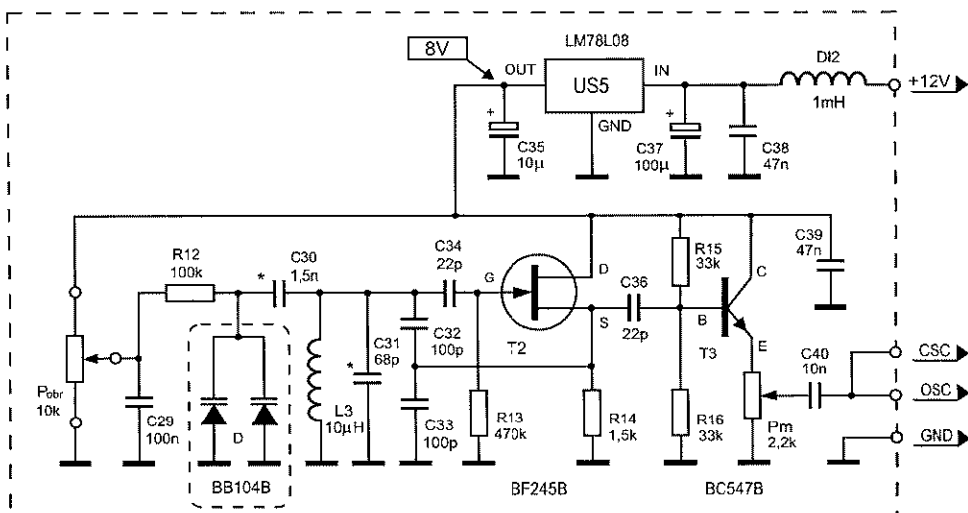 LM78L08
8V
OUT
US5
IN
DI2
+12V
1mH
GND
+
C35
10µ
+
C37
100µ
C38
47n
R12
100k
*
C30
1,5n
C34
22p
G
D
C36
22p
S
R15
33k
C
B
C39
47n
T2
T3
E
C40
10n
CSC
OSC
GND
Pobr
10k
C29
100n
D
L3
10µH
*
C31
68p
C32
100p
C33
100p
R13
470k
R14
1,5k
R16
33k
Pm
2,2k
BB104B
BF245B
BC547B